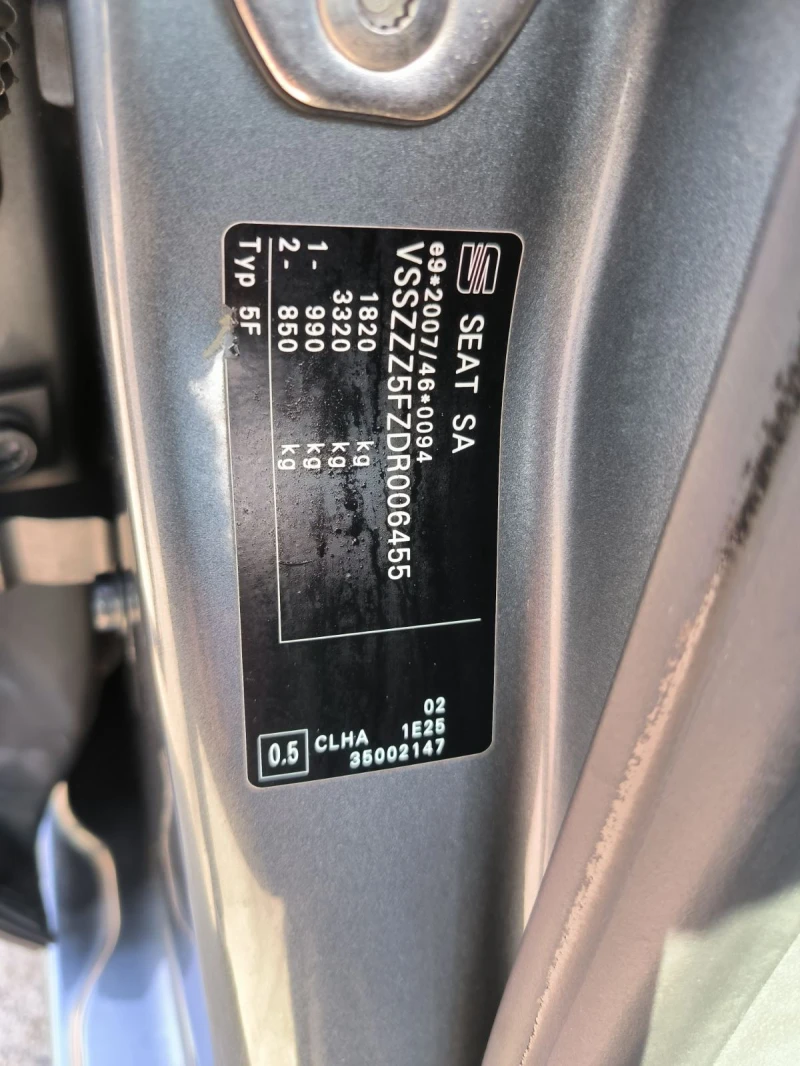 SEAT SA
e9*2007/46*0094
VSSZZZ5FZDR006455
1820 kg
3320 kg
1- 990 kg
2- 850 kg
Typ 5F
02
1E25
35002147
CLHA
0.5